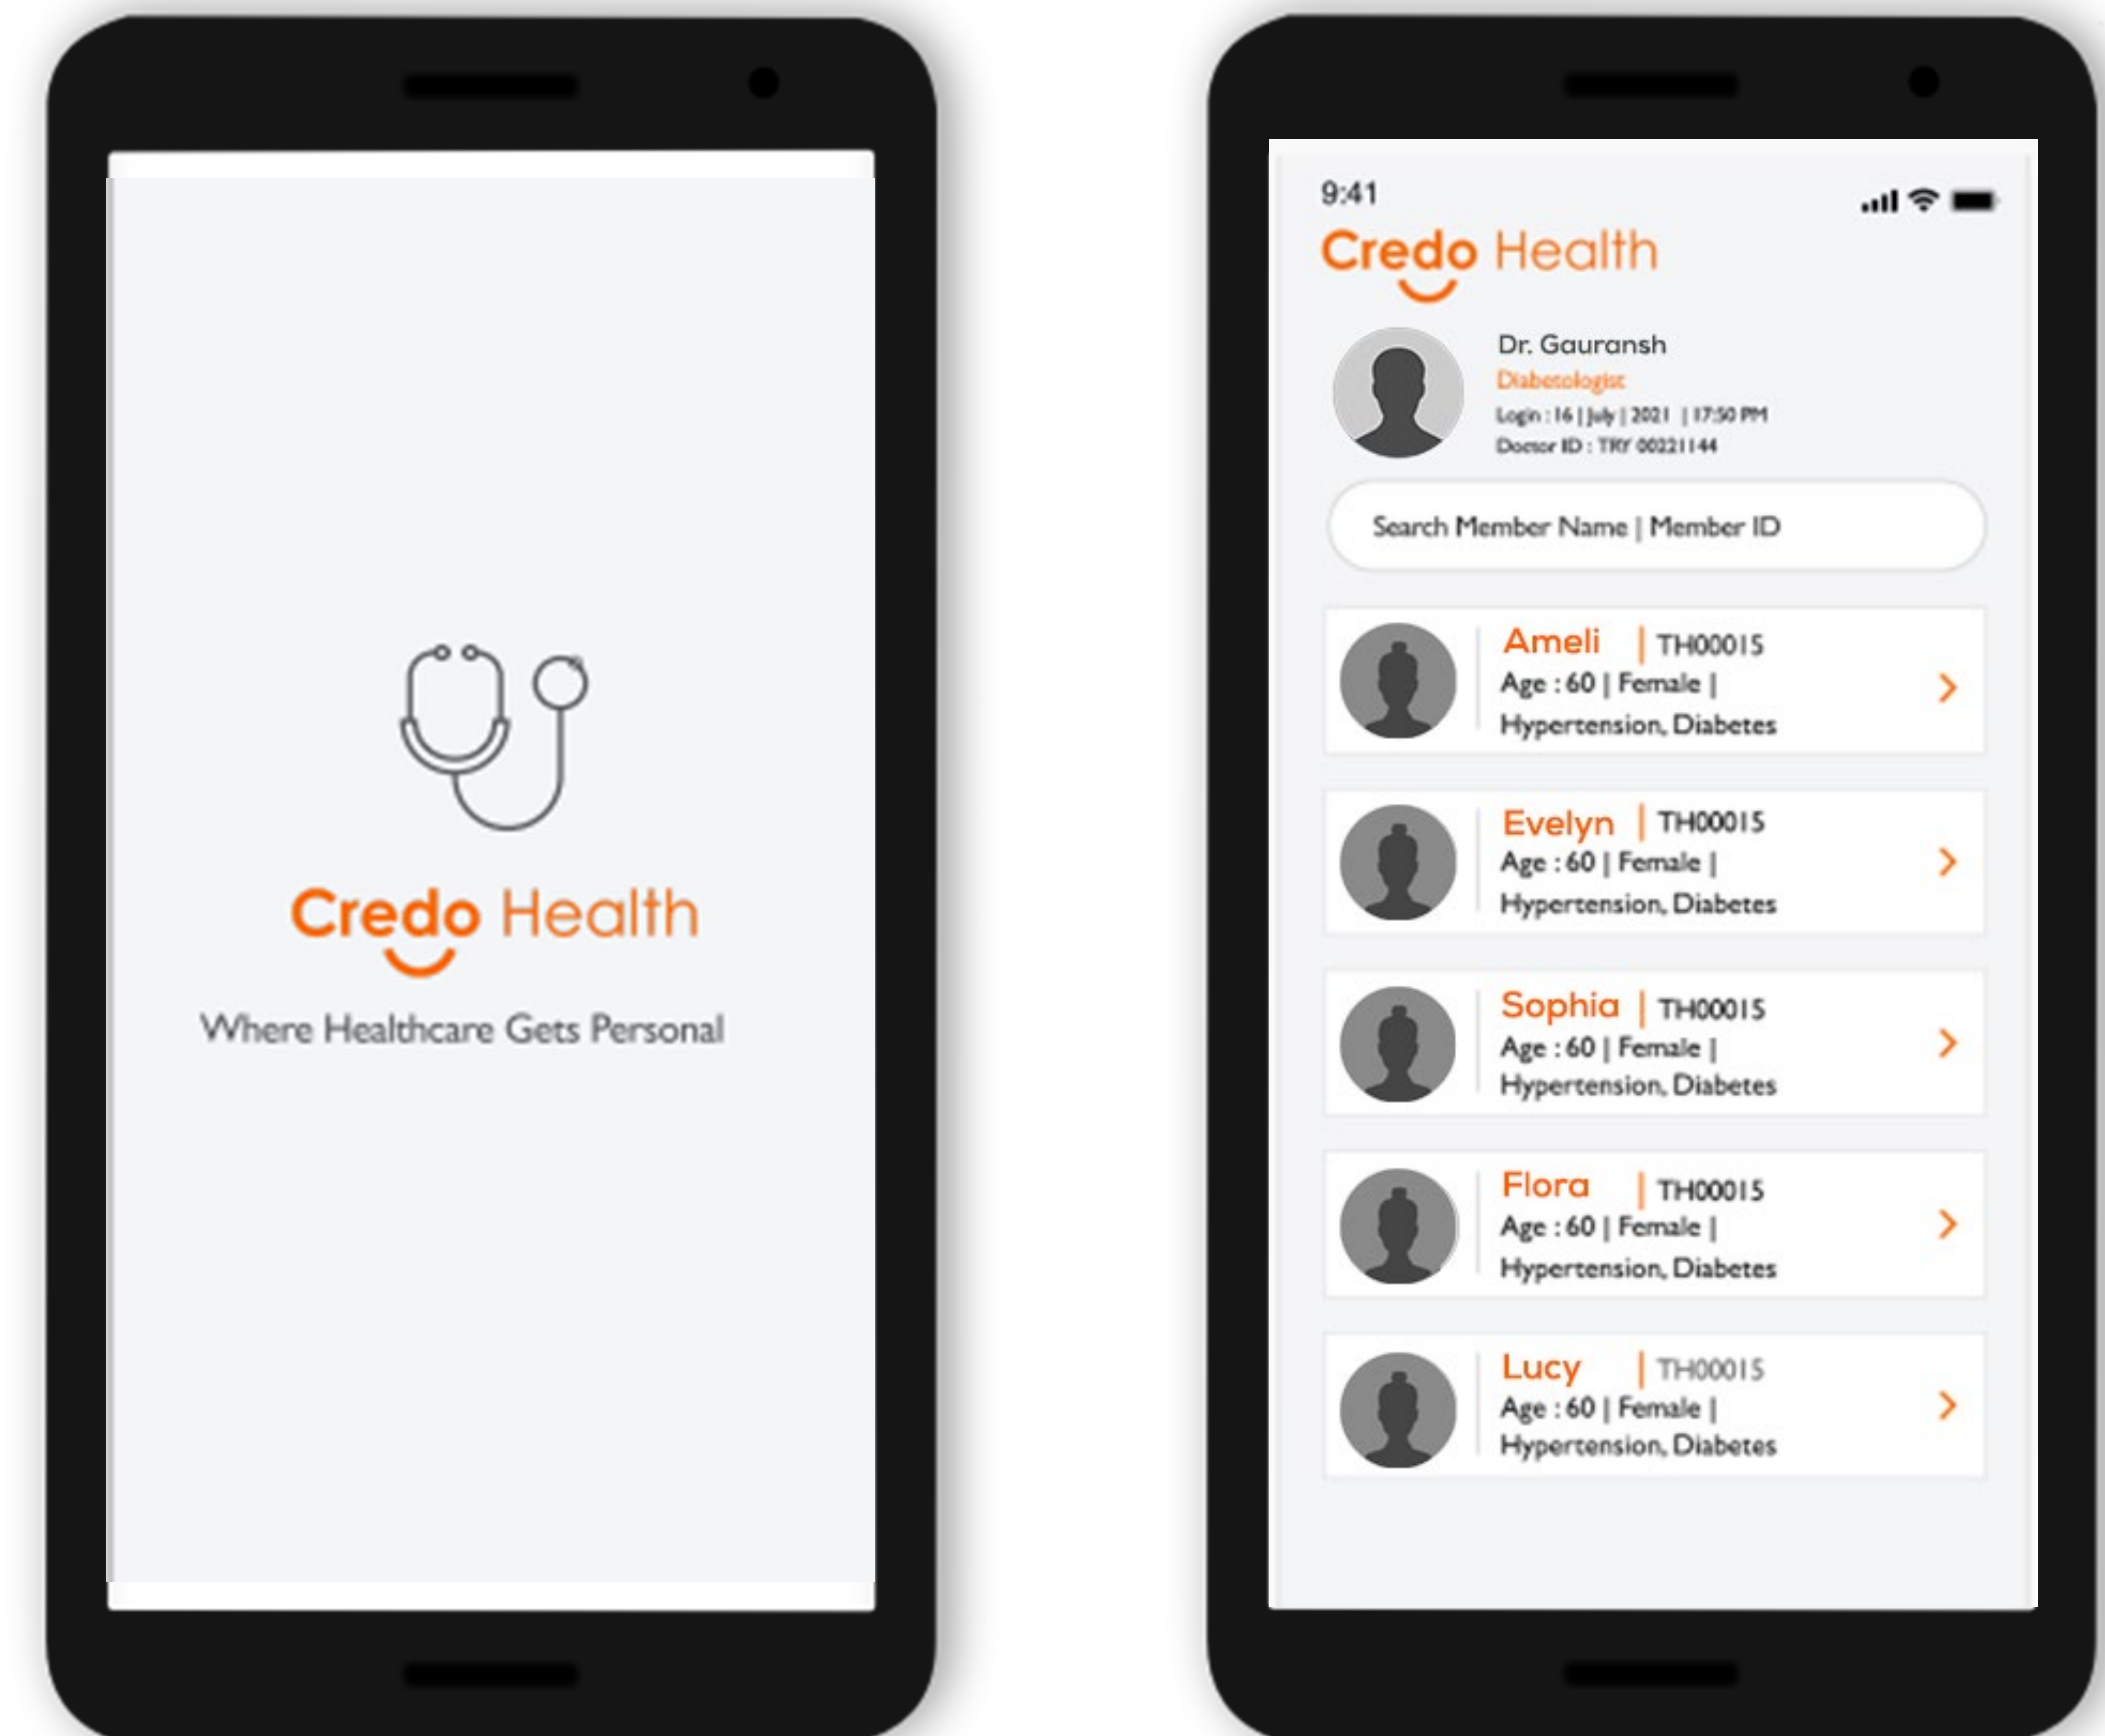 Credo Health
Where Healthcare Gets Personal
9:41
Credo Health
Dr. Gauransh
Diabetologist
Login : 16 | July | 2021 | 17:50 PM
Doctor ID : TRY 00221144
Search Member Name | Member ID
Ameli | TH00015
Age : 60 | Female |
Hypertension, Diabetes
Evelyn | TH00015
Age : 60 | Female |
Hypertension, Diabetes
Sophia | TH00015
Age : 60 | Female |
Hypertension, Diabetes
Flora | TH00015
Age : 60 | Female |
Hypertension, Diabetes
Lucy | TH00015
Age : 60 | Female |
Hypertension, Diabetes